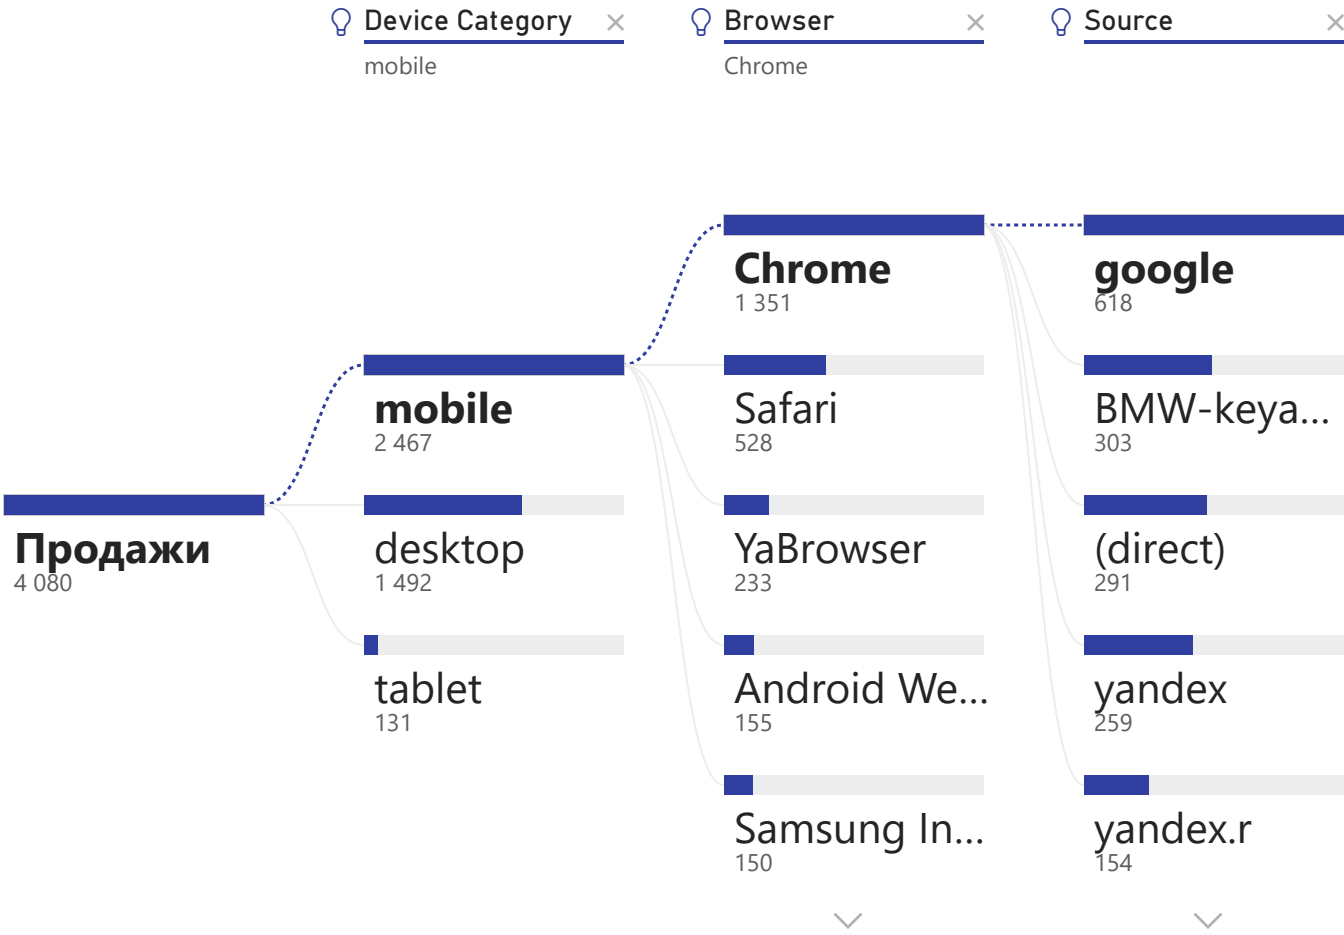 Device Category
Browser
Source
mobile
Chrome
Chrome
1 351
google
618
mobile
2 467
Safari
528
BMW-keya...
303
Продажи
4 080
desktop
1 492
YaBrowser
233
(direct)
291
tablet
131
Android We...
155
yandex
259
Samsung In...
150
yandex.r
154